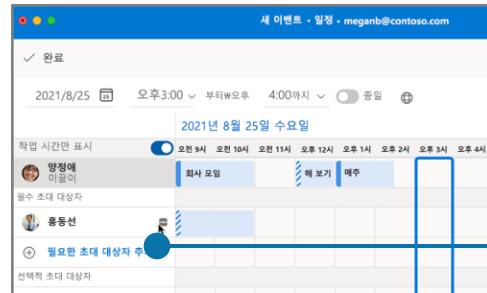 새 이벤트 • 일정 • meganb@contoso.com
완료
2021/8/25 오후3:00 부터₩오후 4:00까지 종일
2021년 8월 25일 수요일
작업 시간만 표시 오전 9시 오전 10시 오전 11시 오후 12시 오후 1시 오후 2시 오후 3시 오후 4시
양정애 회사 모임 해 보기 매주
이끌이
필수 초대 대상자
홍동선
필요한 초대 대상자 추
선택적 초대 대상자